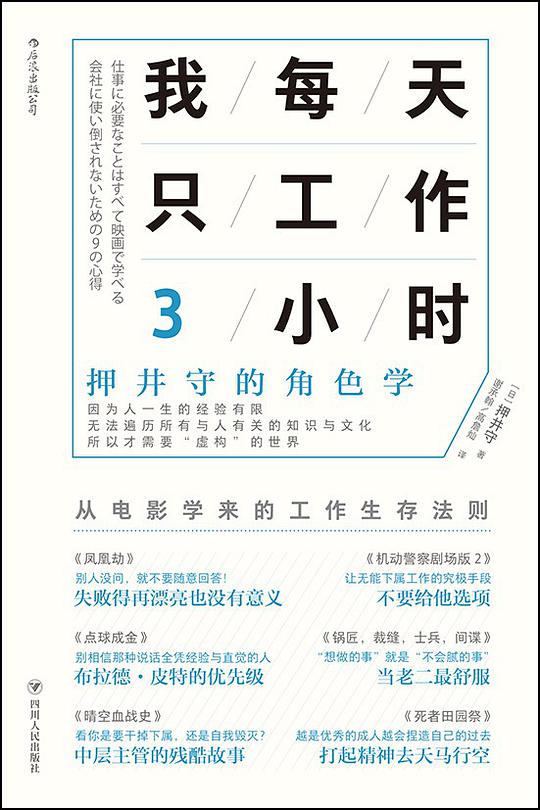 后浪出版公司
仕事に必要なことはすべて映画で学べる
会社に使い倒されないための9の心得
我/每/天
只/工/作
3/小/时
押井守的角色学
因为人一生的经验有限
无法遍历所有与人有关的知识与文化
所以才需要“虚构”的世界
[日]押井守 著
谢承翰/高詹灿 译
从电影学来的工作生存法则
《凤凰劫》
别人没问，就不要随意回答！
失败得再漂亮也没有意义
《机动警察剧场版2》
让无能下属工作的究极手段
不要给他选项
《点球成金》
别相信那种说话全凭经验与直觉的人
布拉德·皮特的优先级
《锅匠，裁缝，士兵，间谍》
“想做的事”就是“不会腻的事”
当老二最舒服
《晴空血战史》
看你是要干掉下属，还是自我毁灭？
中层主管的残酷故事
《死者田园祭》
越是优秀的成人越会捏造自己的过去
打起精神去天马行空
四川人民出版社